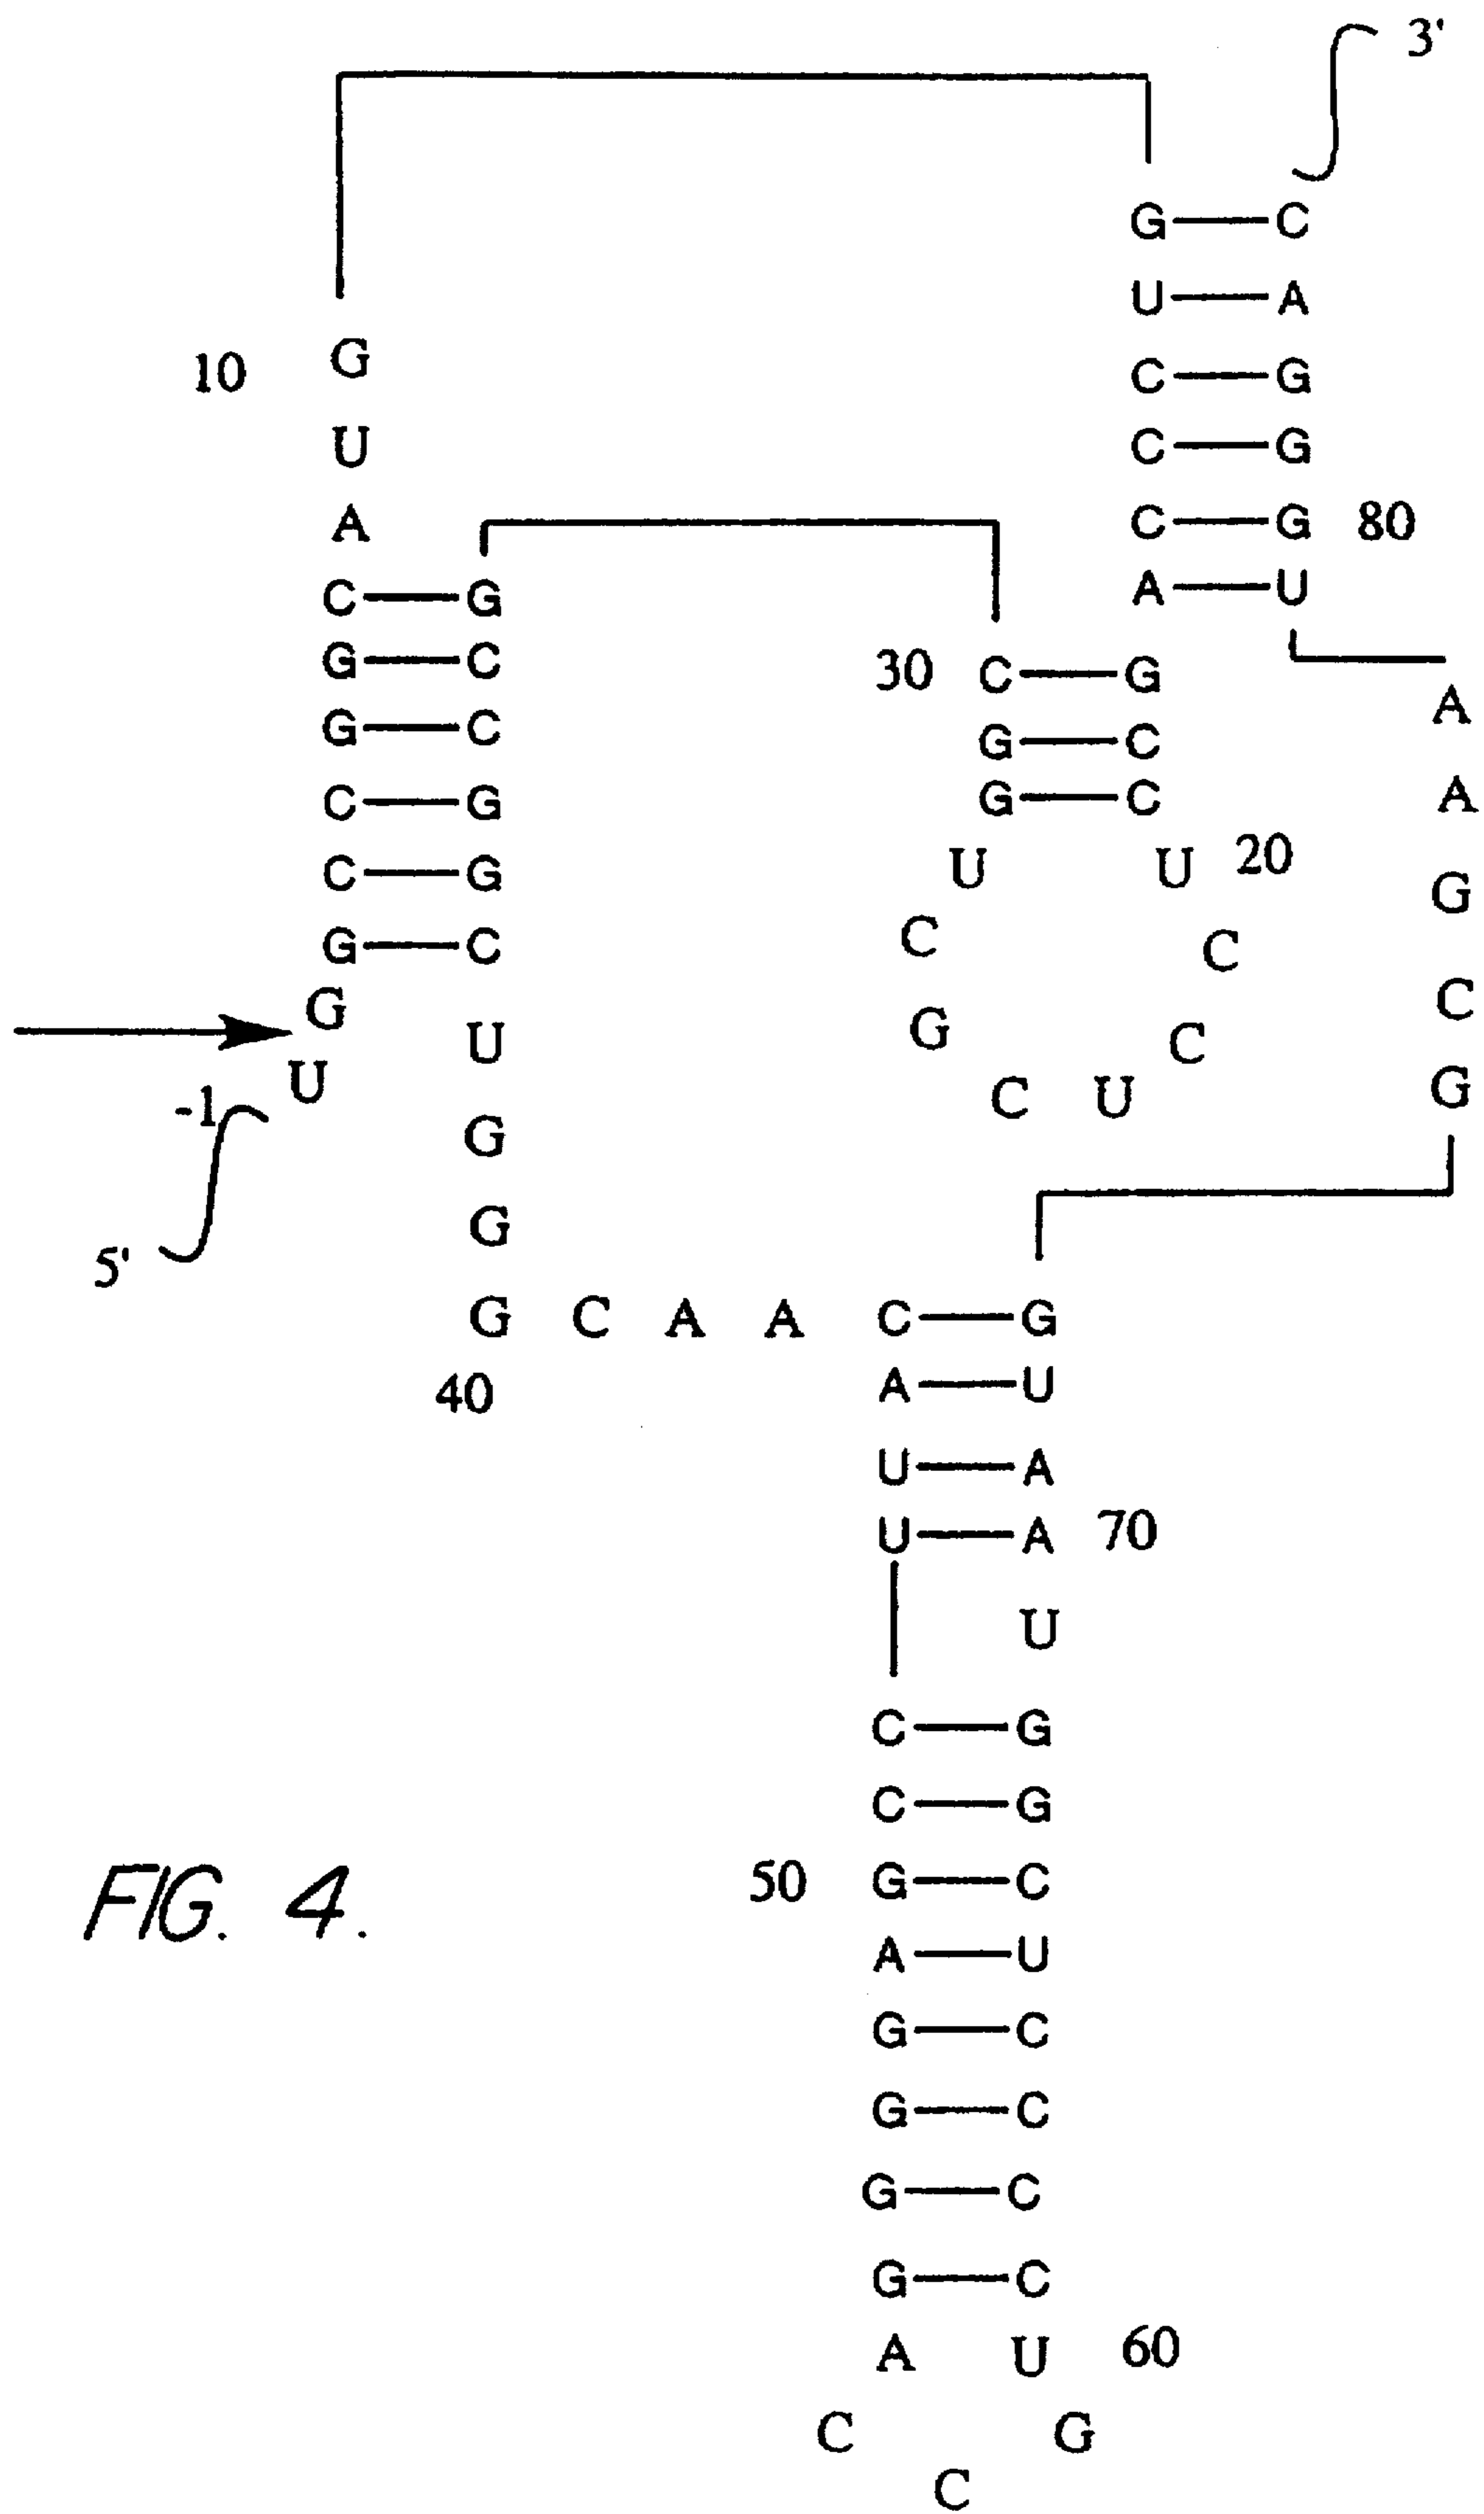 3'
G C
U A
10 G C G
U C G
A C G 80
C G A U
G C 30 C G A
G C G C
C G G C A
C G U U 20 G
G C C C
G G C C
U C U G
-1 U
G
G
5'
G C A A C G
40 A U
U A
U A 70
U
C G
C G
50 G C
A U
G C
G C
G C
G C
A U 60
C G
C
FIG. 4.